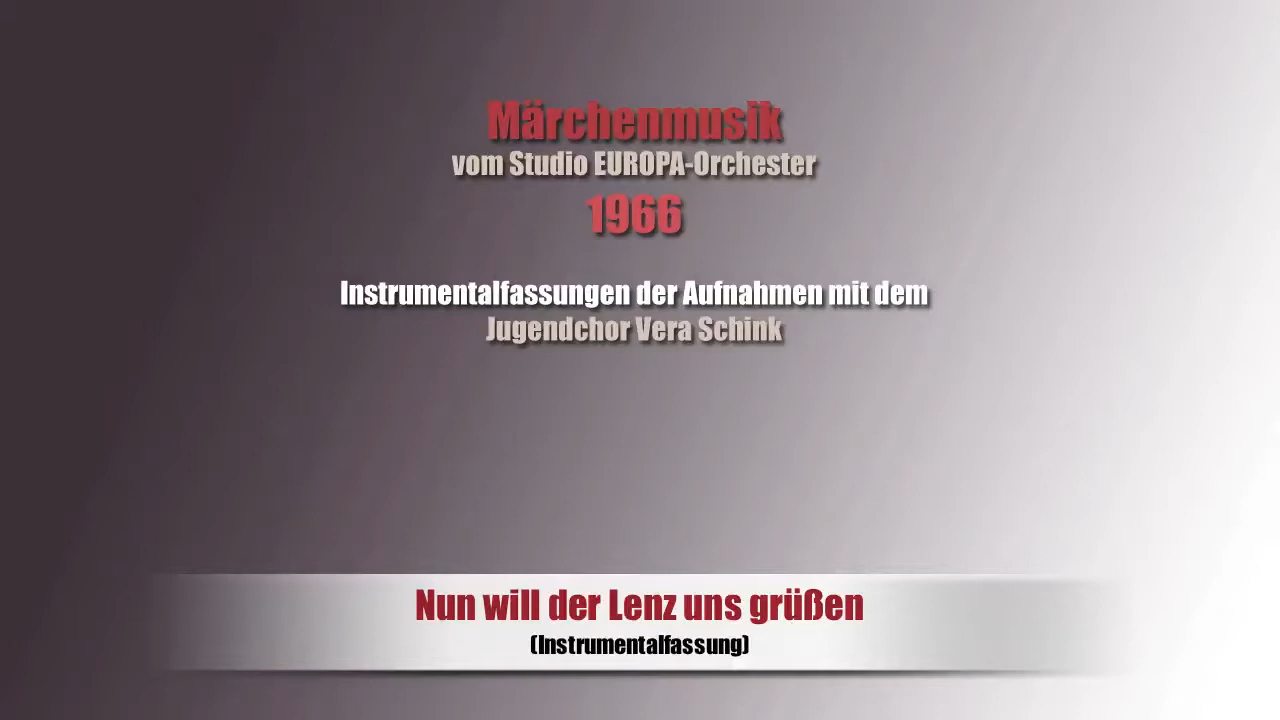 Märchenmusik
vom Studio EUROPA-Orchester
1966
Instrumentalfassungen der Aufnahmen mit dem
Jugendchor Vera Schink
Nun will der Lenz uns grüßen
(Instrumentalfassung)